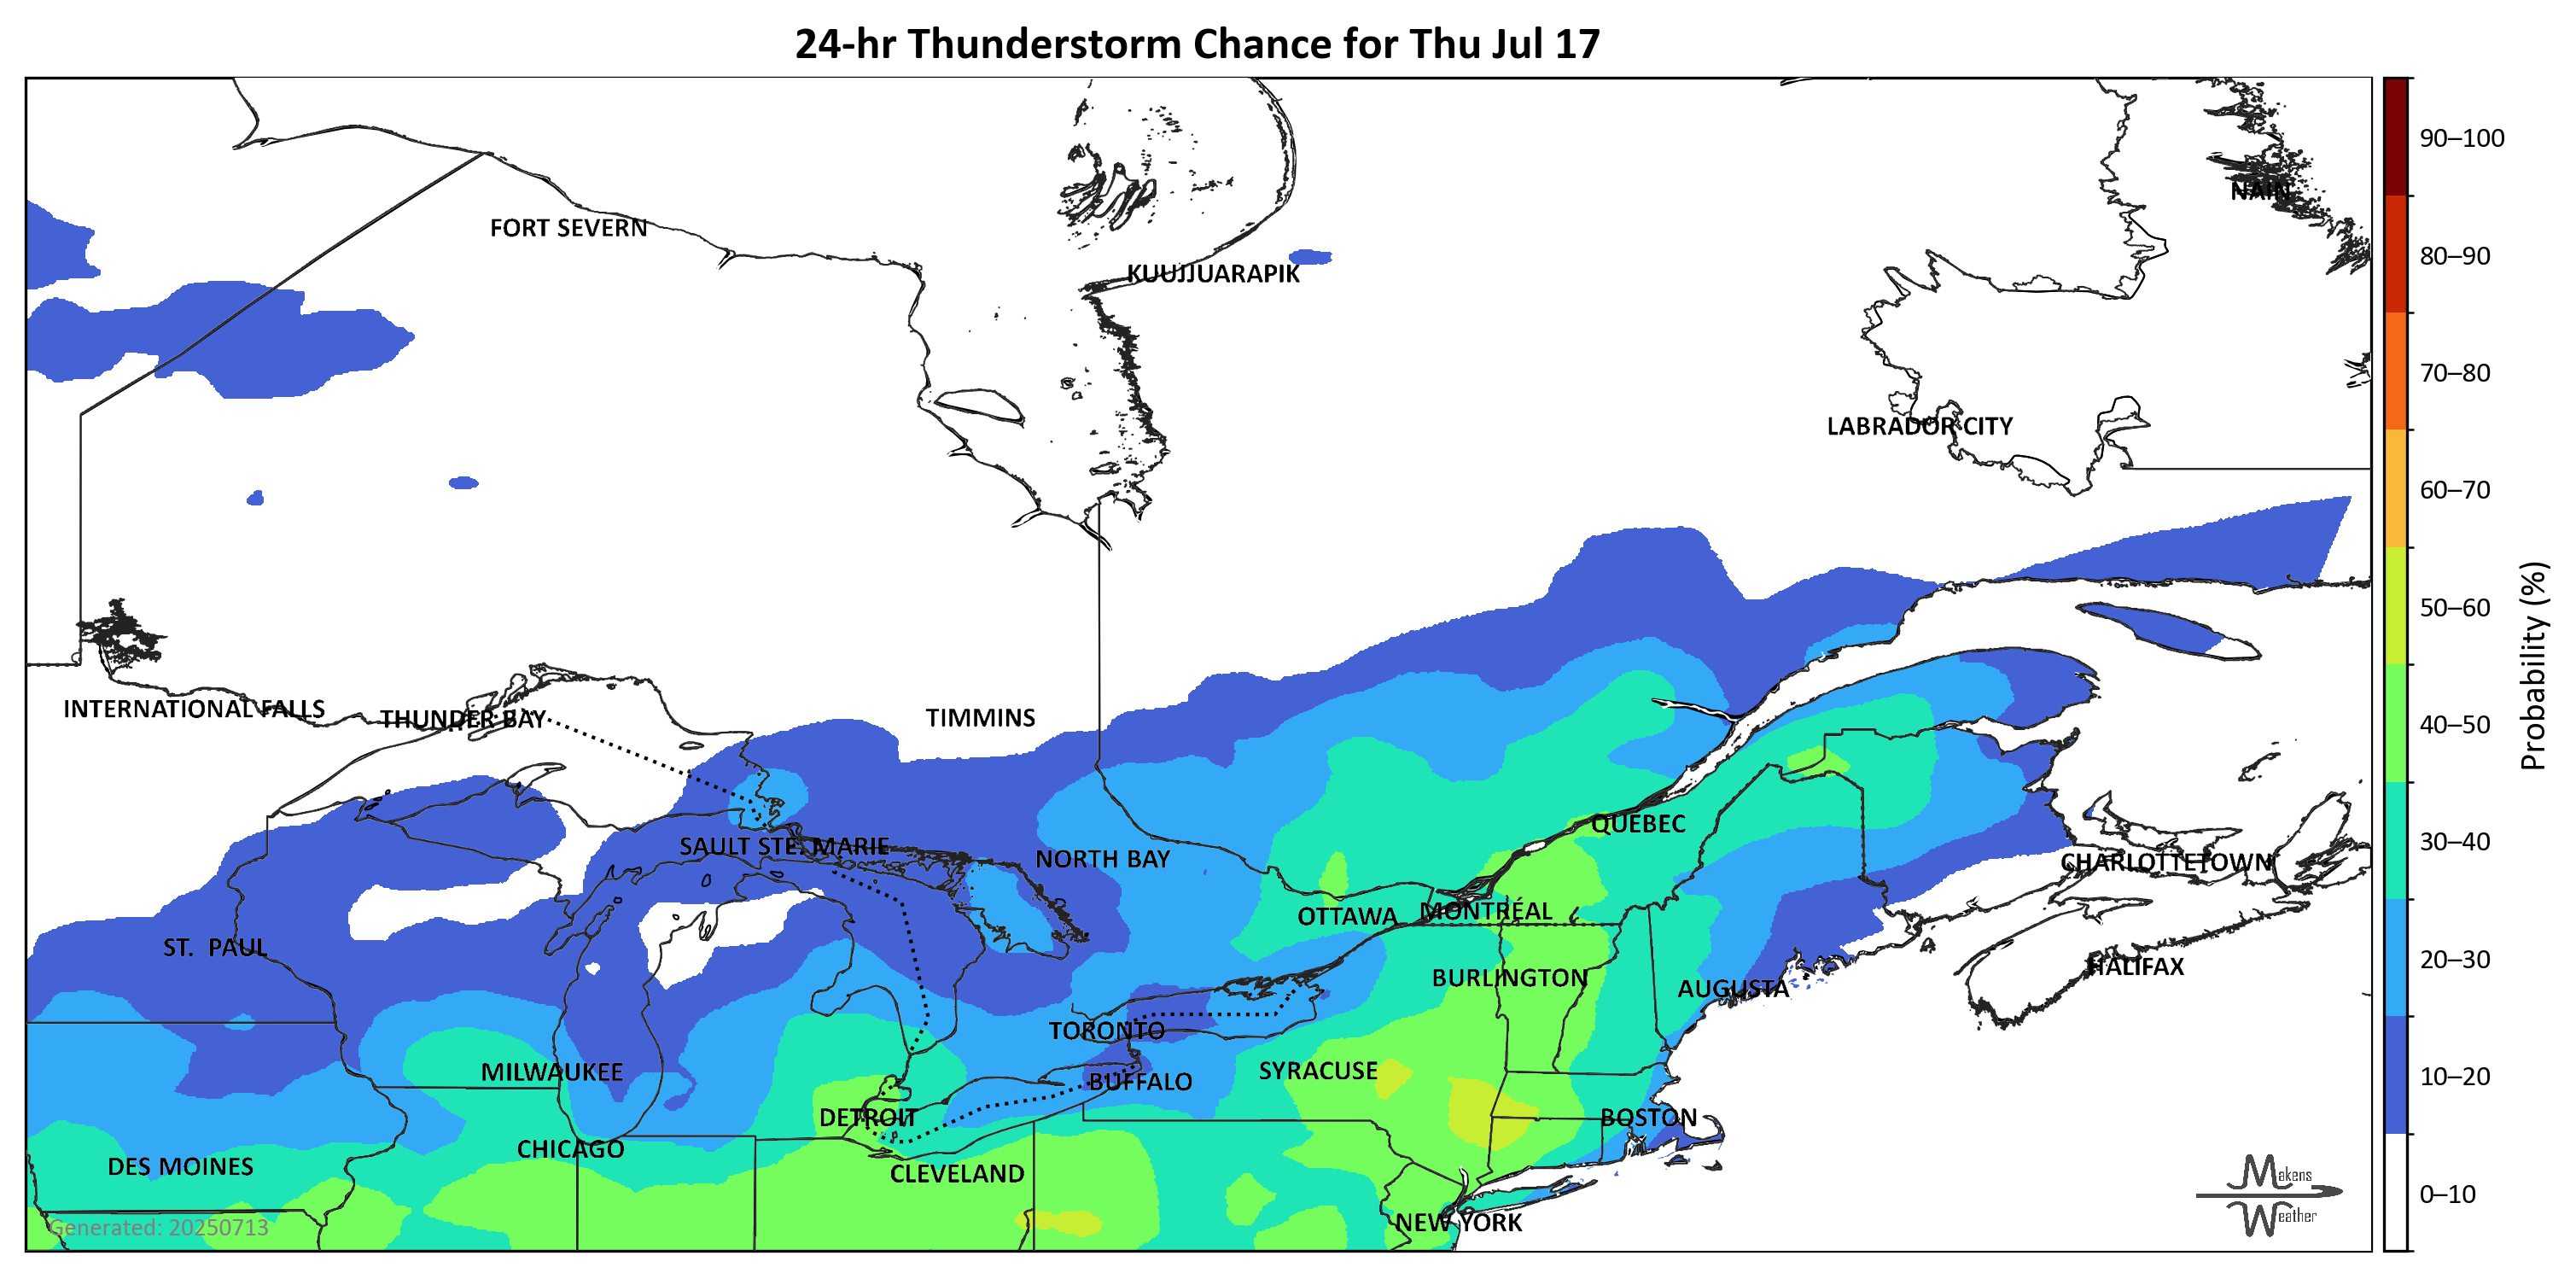 24-hr Thunderstorm Chance for Thu Jul 17
90–100
NAIN
FORT SEVERN
80–90
KUUJJUARAPIK
70–80
LABRADOR CITY
60–70
50–60
Probability (%)
INTERNATIONAL FALLS
THUNDER BAY
TIMMINS
40–50
QUEBEC
SAULT STE. MARIE
30–40
NORTH BAY
CHARLOTTETOWN
OTTAWA
MONTRÉAL
ST. PAUL
20–30
HALIFAX
BURLINGTON
AUGUSTA
TORONTO
MILWAUKEE
SYRACUSE
10–20
BUFFALO
DETROIT
BOSTON
CHICAGO
DES MOINES
CLEVELAND
Makens
0–10
Weather
NEW YORK
Generated: 20250713